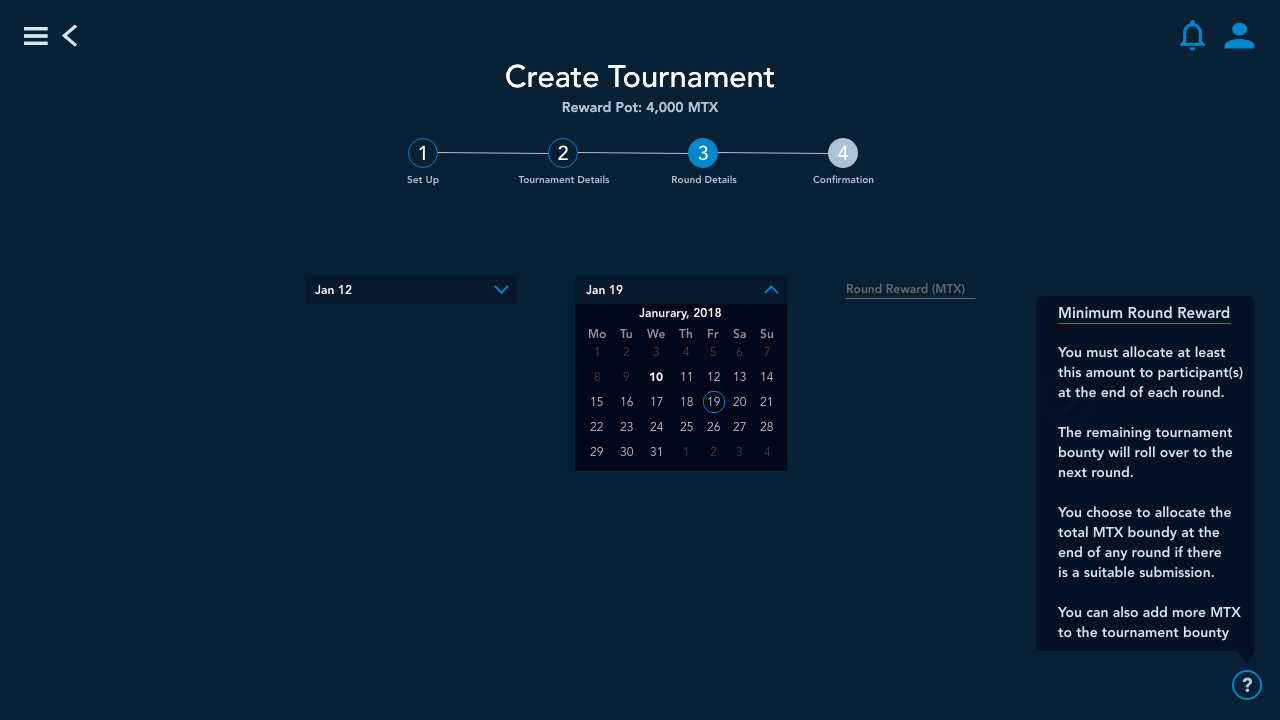 Create Tournament
Reward Pot: 4,000 MTX
1 2 3 4
Set Up Tournament Details Round Details Confirmation
Jan 12
Jan 19
Janurary, 2018
Mo Tu We Th Fr Sa Su
1 2 3 4 5 6 7
8 9 10 11 12 13 14
15 16 17 18 19 20 21
22 23 24 25 26 27 28
29 30 31 1 2 3 4
Round Reward (MTX)
Minimum Round Reward
You must allocate at least
this amount to participant(s)
at the end of each round.
The remaining tournament
bounty will roll over to the
next round.
You choose to allocate the
total MTX boundy at the
end of any round if there
is a suitable submission.
You can also add more MTX
to the tournament bounty
?